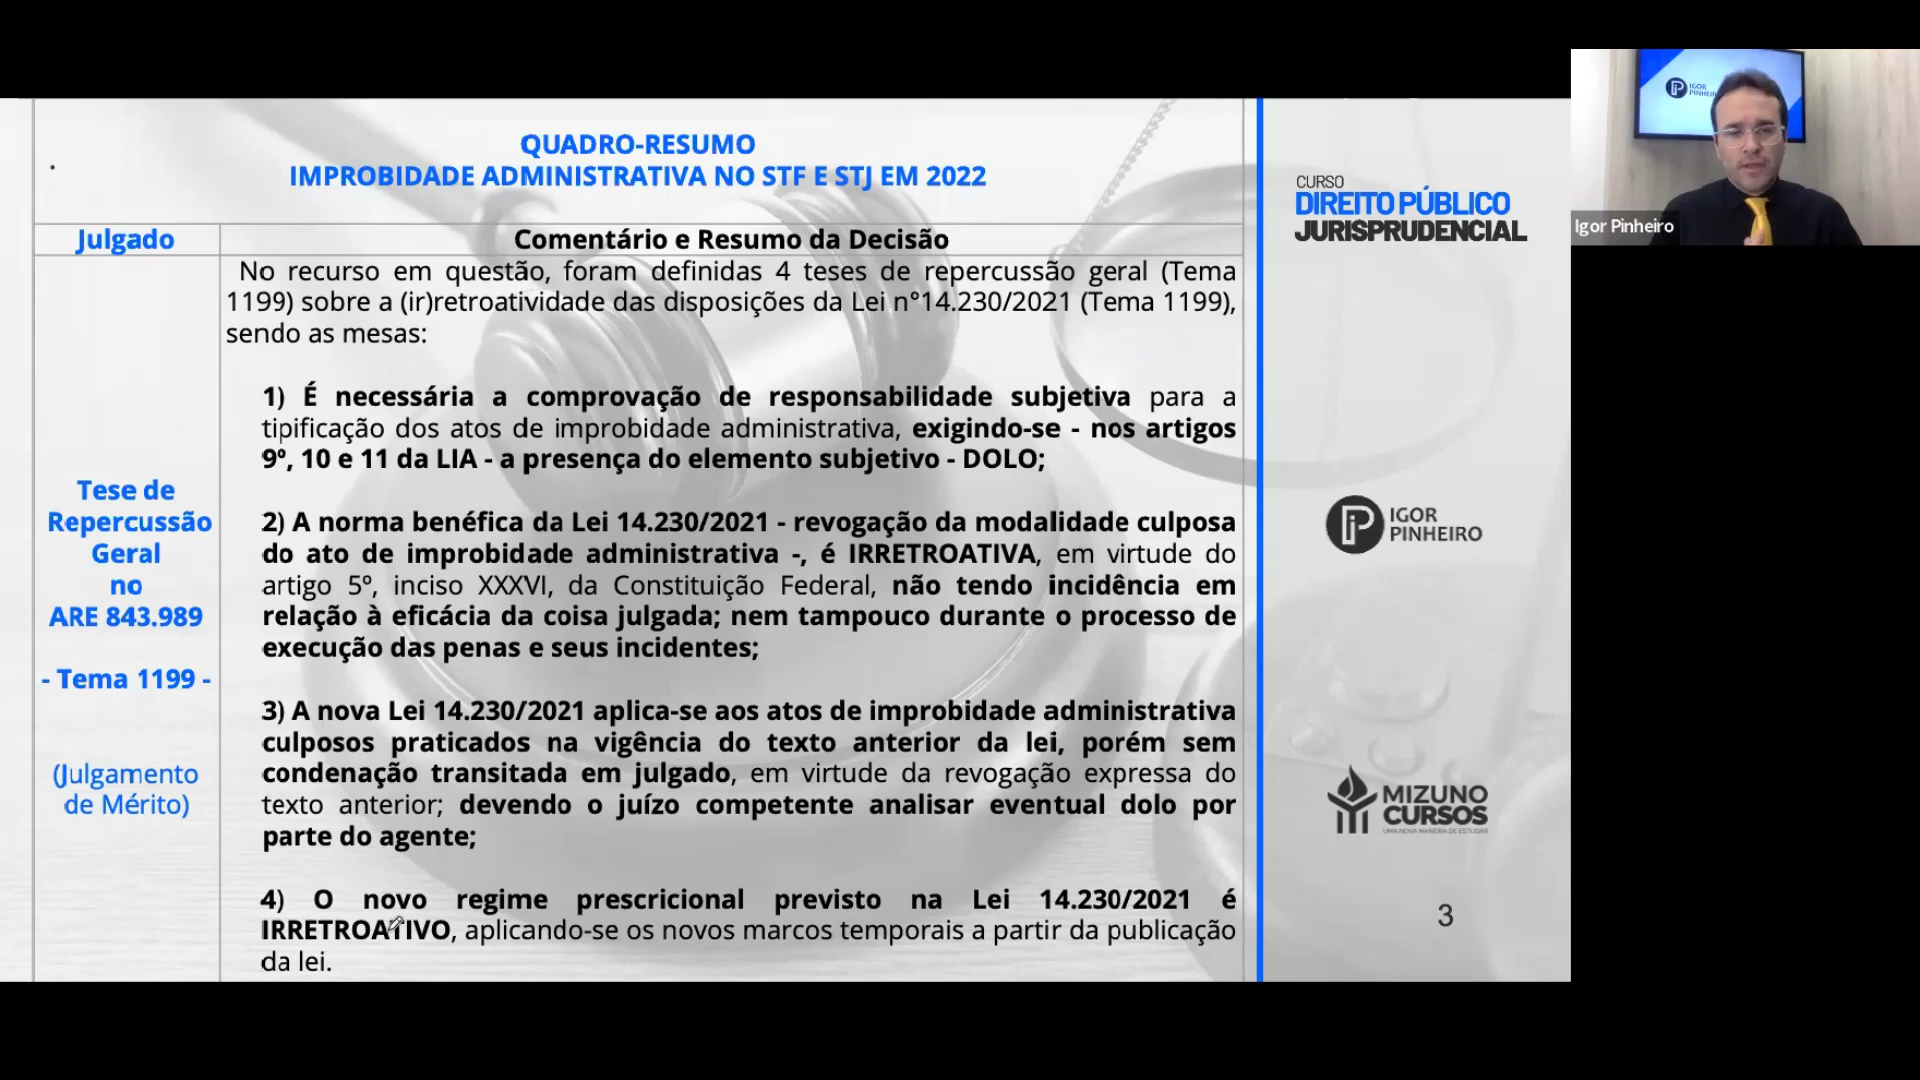 QUADRO-RESUMO
IMPROBIDADE ADMINISTRATIVA NO STF E STJ EM 2022
Julgado
Comentário e Resumo da Decisão
Tese de
Repercussão
Geral
no
ARE 843.989
- Tema 1199 -
(Julgamento
de Mérito)
No recurso em questão, foram definidas 4 teses de repercussão geral (Tema
1199) sobre a (ir)retroatividade das disposições da Lei n°14.230/2021 (Tema 1199),
sendo as mesas:
1) É necessária a comprovação de responsabilidade subjetiva para a
tipificação dos atos de improbidade administrativa, exigindo-se - nos artigos
9º, 10 e 11 da LIA - a presença do elemento subjetivo - DOLO;
2) A norma benéfica da Lei 14.230/2021 - revogação da modalidade culposa
do ato de improbidade administrativa -, é IRRETROATIVA, em virtude do
artigo 5º, inciso XXXVI, da Constituição Federal, não tendo incidência em
relação à eficácia da coisa julgada; nem tampouco durante o processo de
execução das penas e seus incidentes;
3) A nova Lei 14.230/2021 aplica-se aos atos de improbidade administrativa
culposos praticados na vigência do texto anterior da lei, porém sem
condenação transitada em julgado, em virtude da revogação expressa do
texto anterior; devendo o juízo competente analisar eventual dolo por
parte do agente;
4) O novo regime prescricional previsto na Lei 14.230/2021 é
IRRETROATIVO, aplicando-se os novos marcos temporais a partir da publicação
da lei.
CURSO
DIREITO PÚBLICO
JURISPRUDENCIAL
IGOR
PINHEIRO
MIZUNO
CURSOS
UMA NOVA MANEIRA DE ESTUDAR
3
IGOR
PINHEIRO
Igor Pinheiro